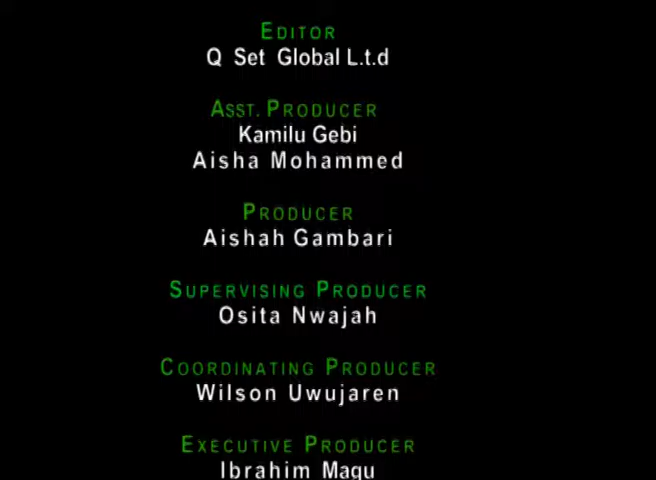 EDITOR
Q Set Global L.t.d
ASST. PRODUCER
Kamilu Gebi
Aisha Mohammed
PRODUCER
Aishah Gambari
SUPERVISING PRODUCER
Osita Nwajah
COORDINATING PRODUCER
Wilson Uwujaren
EXECUTIVE PRODUCER
Ibrahim Magu